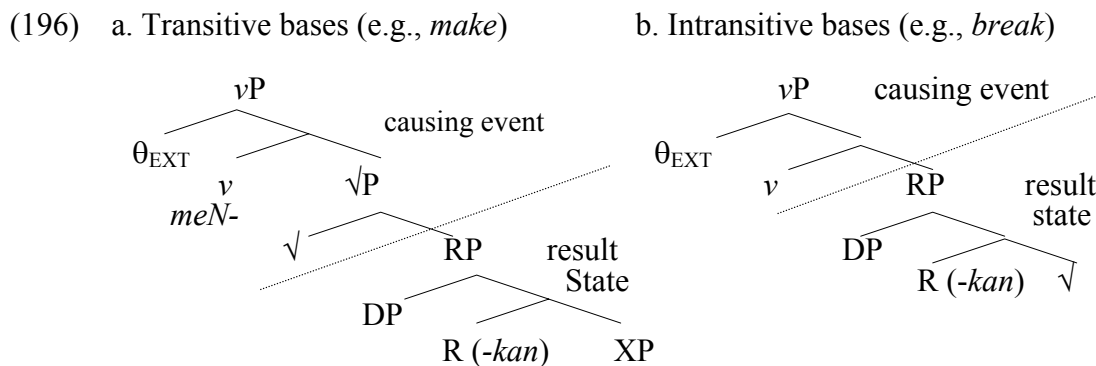 (196) a. Transitive bases (e.g., make) b. Intransitive bases (e.g., break)
vP causing event
vP
causing event
θEXT θEXT
v √P v RP result
meN- state
√ RP result DP
State R (-kan) √
DP
R (-kan) XP